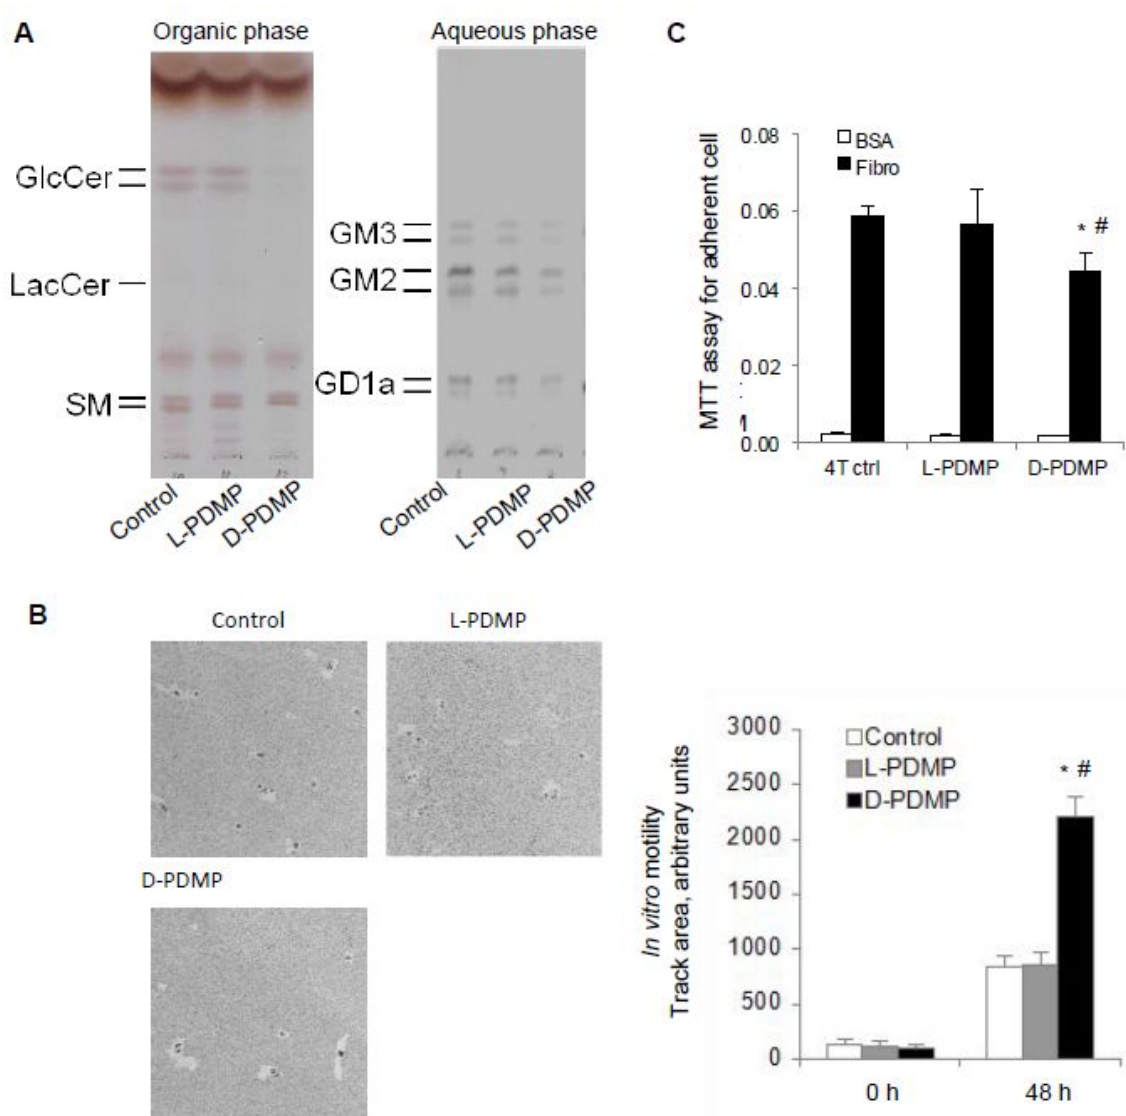 A
Organic phase
Aqueous phase
GlcCer
LacCer
SM
GM3
GM2
GD1a
Control
L-PDMP
D-PDMP
Control
L-PDMP
D-PDMP
C
MTT assay for adherent cell
0.08
0.06
0.04
0.02
0.00
BSA
Fibro
* #
4T ctrl
L-PDMP
D-PDMP
B
Control
L-PDMP
D-PDMP
In vitro motility
Track area, arbitrary units
3000
2500
2000
1500
1000
500
0
Control
L-PDMP
D-PDMP
* #
0 h
48 h